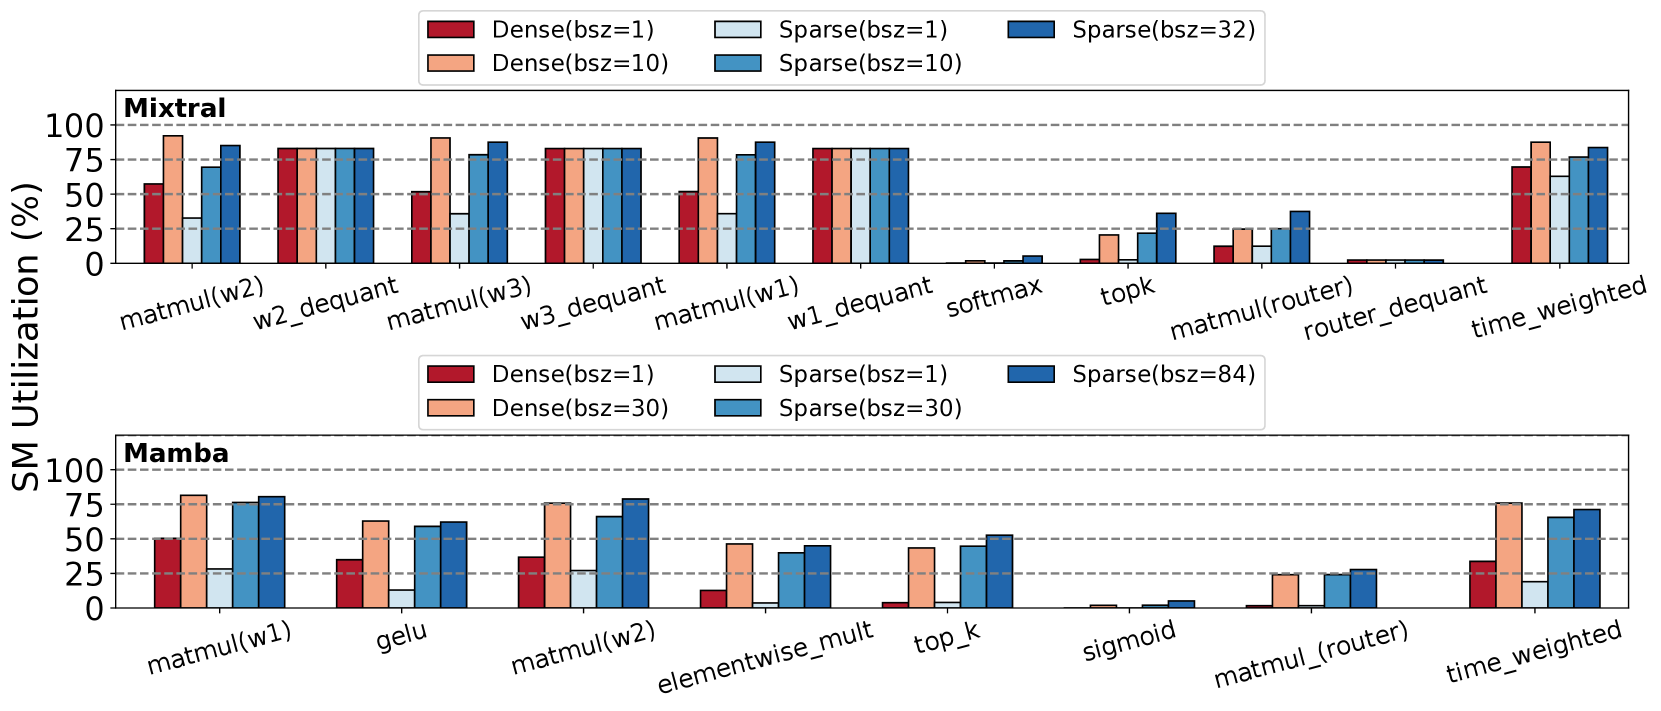 Dense(bsz=1)
Sparse(bsz=1)
Sparse(bsz=32)
Dense(bsz=10)
Sparse(bsz=10)
Mixtral
100
75
50
25
0
matmul(w2)
w2_dequant
matmul(w3)
w3_dequant
matmul(w1)
w1_dequant
softmax
topk
matmul(router)
router_dequant
time_weighted
SM Utilization (%)
Dense(bsz=1)
Sparse(bsz=1)
Sparse(bsz=84)
Dense(bsz=30)
Sparse(bsz=30)
Mamba
100
75
50
25
0
matmul(w1)
gelu
matmul(w2)
elementwise_mult
top_k
sigmoid
matmul_(router)
time_weighted